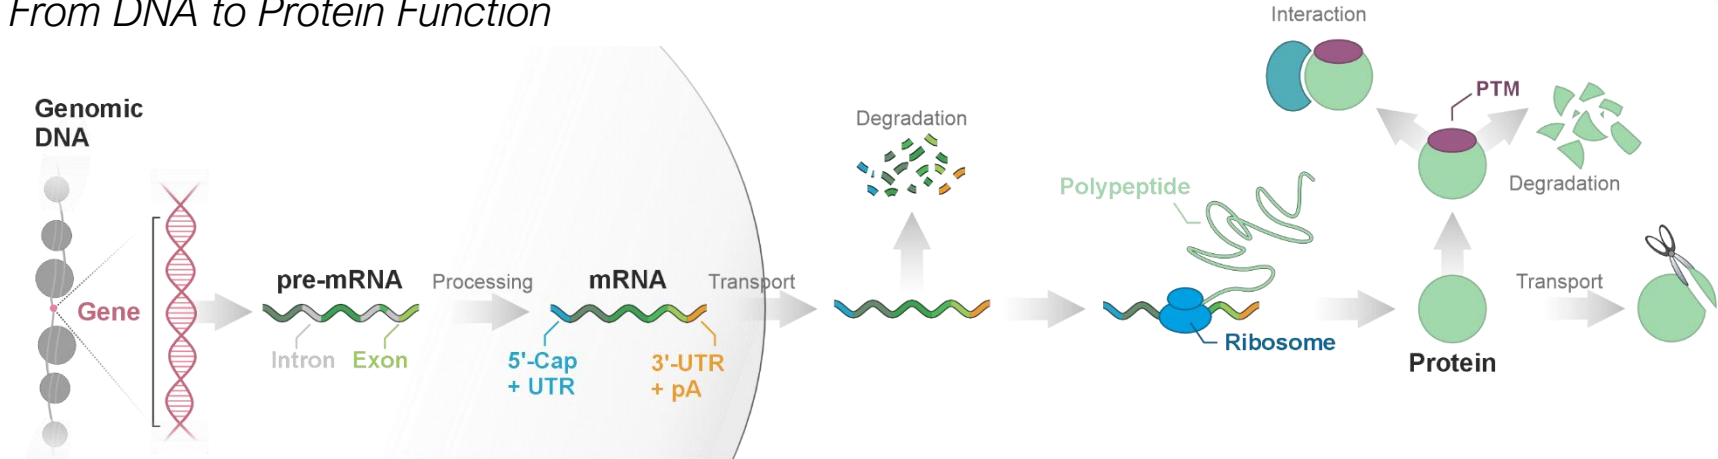 From DNA to Protein Function
Interaction
Genomic
DNA
PTM
Degradation
Polypeptide
Degradation
pre-mRNA
Processing
mRNA
Transport
Transport
Gene
Intron
Exon
5'-Cap
+ UTR
3'-UTR
+ pA
Ribosome
Protein